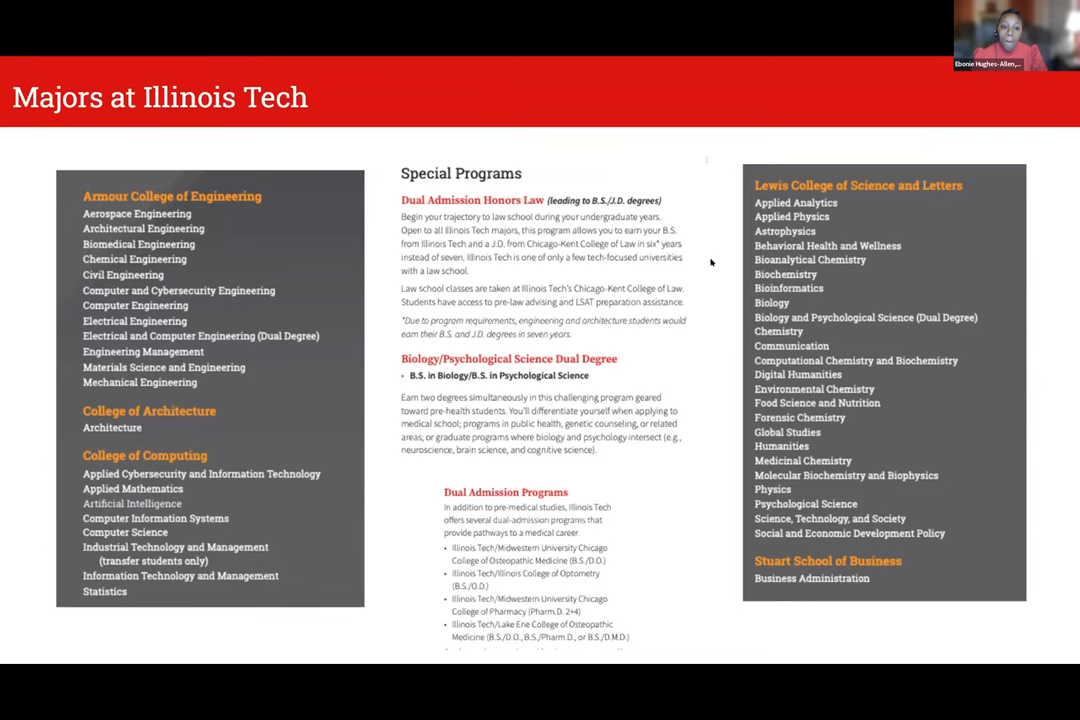 Ebonie Hughes-Allen,...
Majors at Illinois Tech
Armour College of Engineering
Aerospace Engineering
Architectural Engineering
Biomedical Engineering
Chemical Engineering
Civil Engineering
Computer and Cybersecurity Engineering
Computer Engineering
Electrical Engineering
Electrical and Computer Engineering (Dual Degree)
Engineering Management
Materials Science and Engineering
Mechanical Engineering
College of Architecture
Architecture
College of Computing
Applied Cybersecurity and Information Technology
Applied Mathematics
Artificial Intelligence
Computer Information Systems
Computer Science
Industrial Technology and Management
(transfer students only)
Information Technology and Management
Statistics
Special Programs
Dual Admission Honors Law (leading to B.S./J.D. degrees)
Begin your trajectory to law school during your undergraduate years.
Open to all Illinois Tech majors, this program allows you to earn your B.S.
from Illinois Tech and a J.D. from Chicago-Kent College of Law in six* years
instead of seven. Illinois Tech is one of only a few tech-focused universities
with a law school.
Law school classes are taken at Illinois Tech's Chicago-Kent College of Law.
Students have access to pre-law advising and LSAT preparation assistance.
*Due to program requirements, engineering and architecture students would
earn their B.S. and J.D. degrees in seven years.
Biology/Psychological Science Dual Degree
• B.S. in Biology/B.S. in Psychological Science
Earn two degrees simultaneously in this challenging program geared
toward pre-health students. You'll differentiate yourself when applying to
medical school; programs in public health, genetic counseling, or related
areas; or graduate programs where biology and psychology intersect (e.g.,
neuroscience, brain science, and cognitive science).
Dual Admission Programs
In addition to pre-medical studies, Illinois Tech
offers several dual-admission programs that
provide pathways to a medical career.
• Illinois Tech/Midwestern University Chicago
College of Osteopathic Medicine (B.S./D.O.)
• Illinois Tech/Illinois College of Optometry
(B.S./O.D.)
• Illinois Tech/Midwestern University Chicago
College of Pharmacy (Pharm.D. 2+4)
• Illinois Tech/Lake Erie College of Osteopathic
Medicine (B.S./D.O., B.S./Pharm.D., or B.S./D.M.D.)
Lewis College of Science and Letters
Applied Analytics
Applied Physics
Astrophysics
Behavioral Health and Wellness
Bioanalytical Chemistry
Biochemistry
Bioinformatics
Biology
Biology and Psychological Science (Dual Degree)
Chemistry
Communication
Computational Chemistry and Biochemistry
Digital Humanities
Environmental Chemistry
Food Science and Nutrition
Forensic Chemistry
Global Studies
Humanities
Medicinal Chemistry
Molecular Biochemistry and Biophysics
Physics
Psychological Science
Science, Technology, and Society
Social and Economic Development Policy
Stuart School of Business
Business Administration